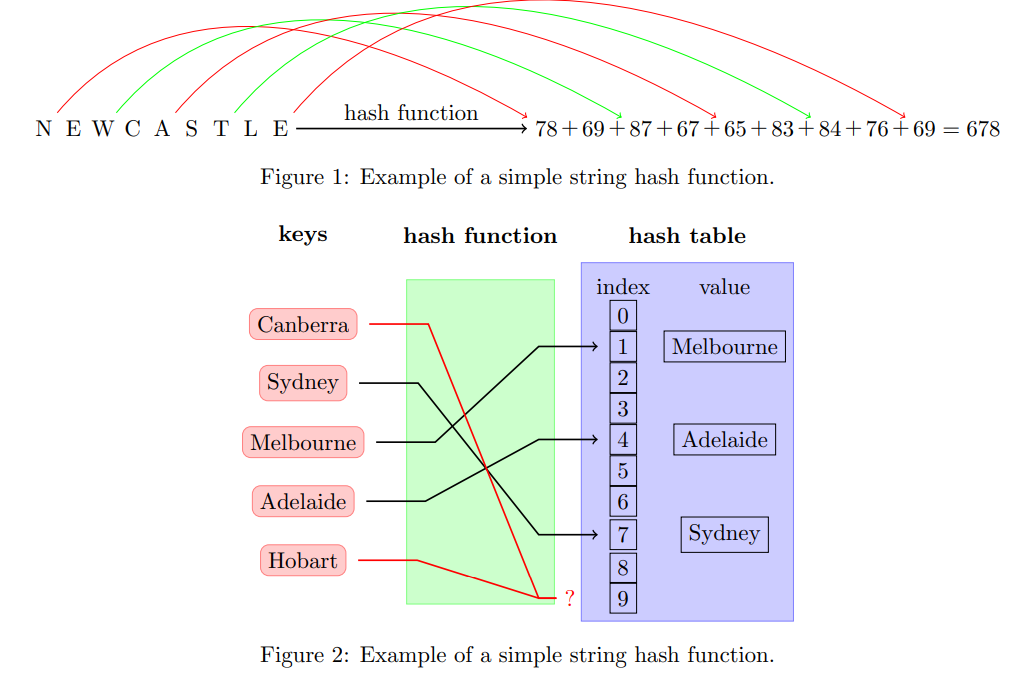 hash function
N E W C A S T L E 78 + 69 + 87 + 67 + 65 + 83 + 84 + 76 + 69 = 678
Figure 1: Example of a simple string hash function.
keys hash function hash table
index value
Canberra 0
1 Melbourne
Sydney 2
3
Melbourne 4 Adelaide
5
Adelaide 6
7 Sydney
Hobart 8
? 9
Figure 2: Example of a simple string hash function.